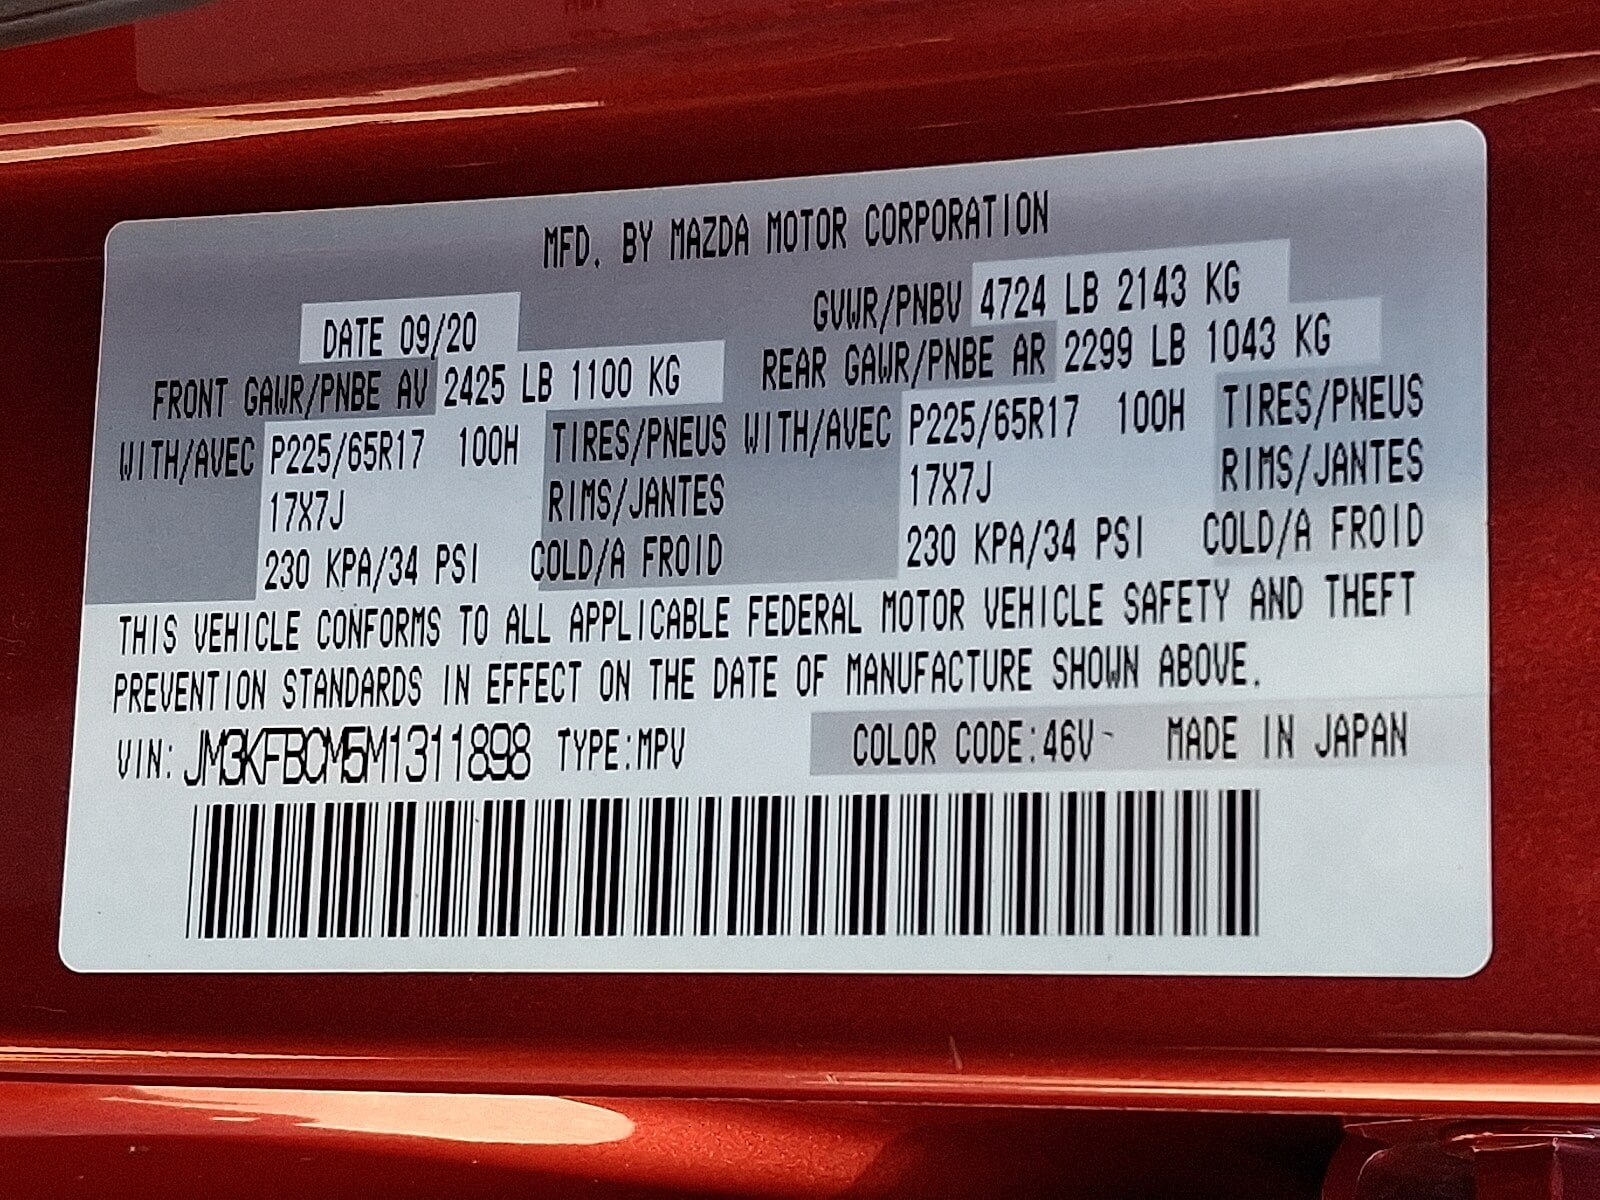 MFD. BY MAZDA MOTOR CORPORATION
DATE 09/20 GVWR/PNBV 4724 LB 2143 KG
FRONT GAWR/PNBE AV 2425 LB 1100 KG REAR GAWR/PNBE AR 2299 LB 1043 KG
WITH/AVEC P225/65R17 100H TIRES/PNEUS WITH/AVEC P225/65R17 100H TIRES/PNEUS
17X7J RIMS/JANTES 17X7J RIMS/JANTES
230 KPA/34 PSI COLD/A FROID 230 KPA/34 PSI COLD/A FROID
THIS VEHICLE CONFORMS TO ALL APPLICABLE FEDERAL MOTOR VEHICLE SAFETY AND THEFT
PREVENTION STANDARDS IN EFFECT ON THE DATE OF MANUFACTURE SHOWN ABOVE.
VIN: JM3KFBCM5M1311898 TYPE:MPV COLOR CODE:46V MADE IN JAPAN